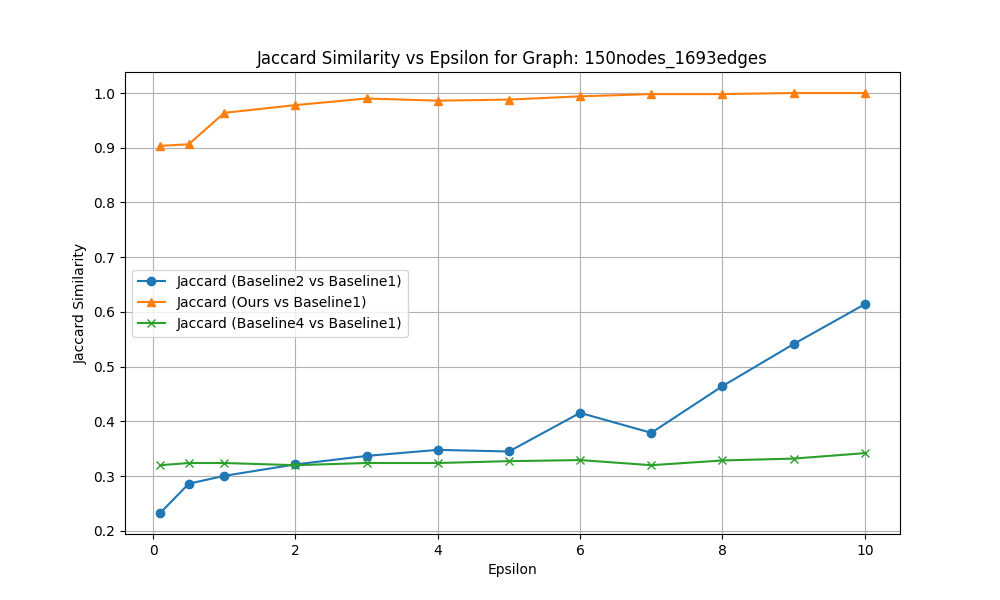 Jaccard Similarity vs Epsilon for Graph: 150nodes_1693edges
1.0
0.9
0.8
0.7
0.6
0.5
0.4
0.3
0.2
Jaccard Similarity
Jaccard (Baseline2 vs Baseline1)
Jaccard (Ours vs Baseline1)
Jaccard (Baseline4 vs Baseline1)
0 2 4 6 8 10
Epsilon